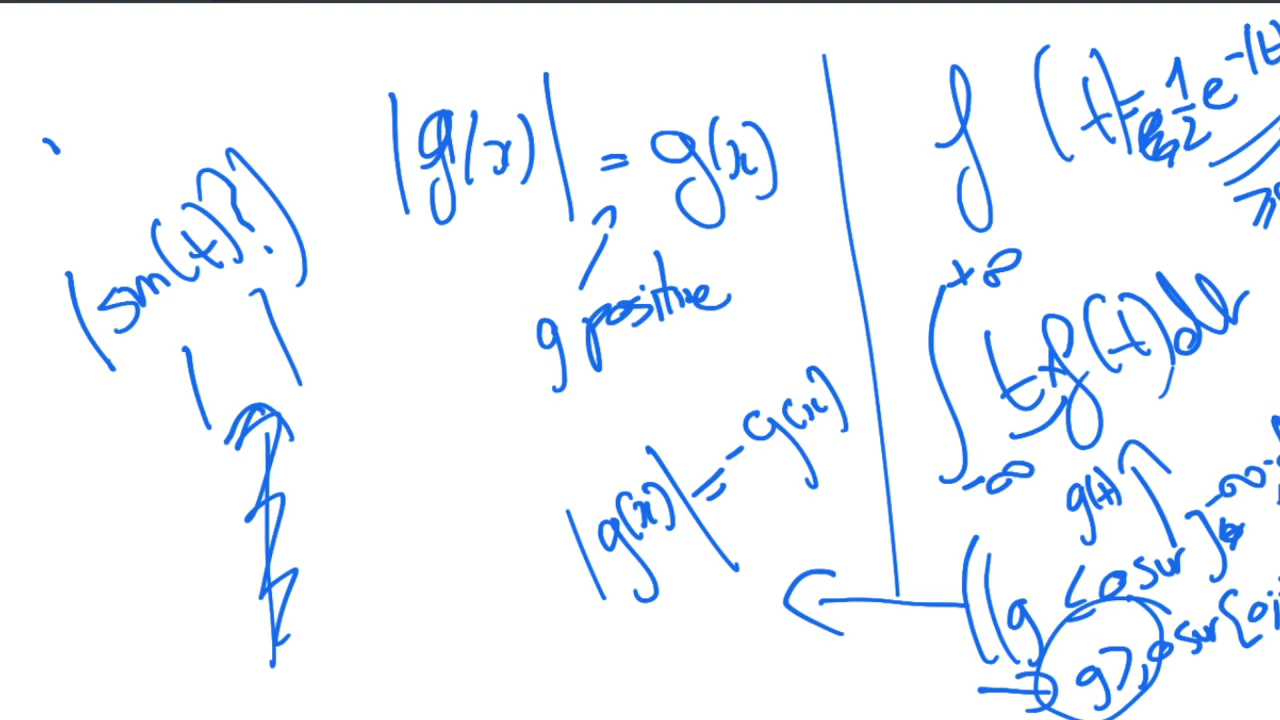 |sin(t)?|
|g(x)| = g(x)
g positive
|g(x)| = -g(x)
f(t) = 1/2 e^-|t
≥
∫_-∞^+∞ t f(t) dt
g(t)
(g ≤ 0 sur ]-∞
g ≥ 0 sur [0;